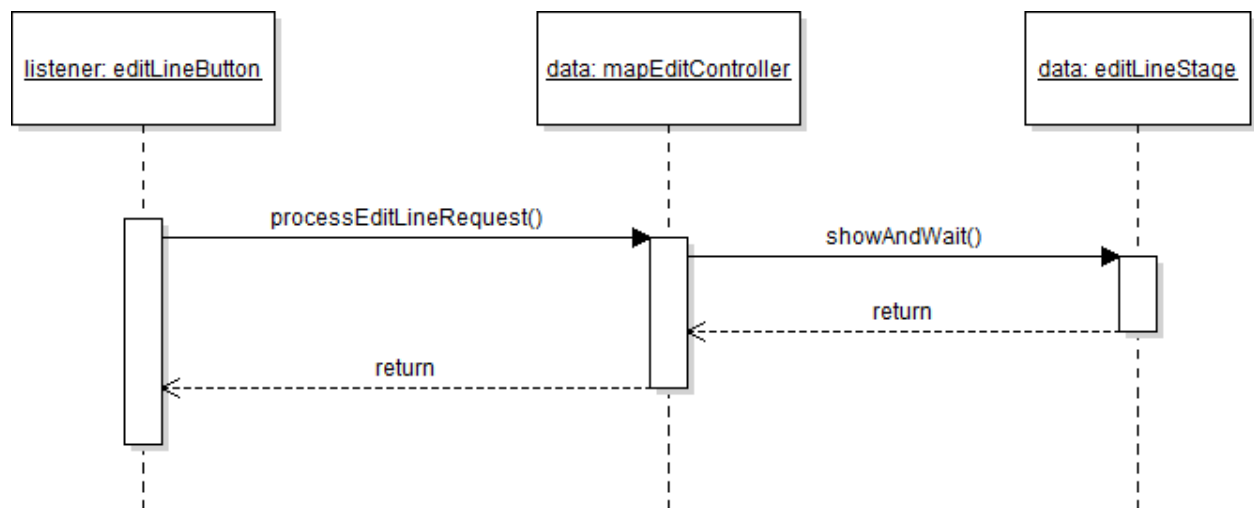 listener: editLineButton
data: mapEditController
data: editLineStage
processEditLineRequest()
showAndWait()
return
return